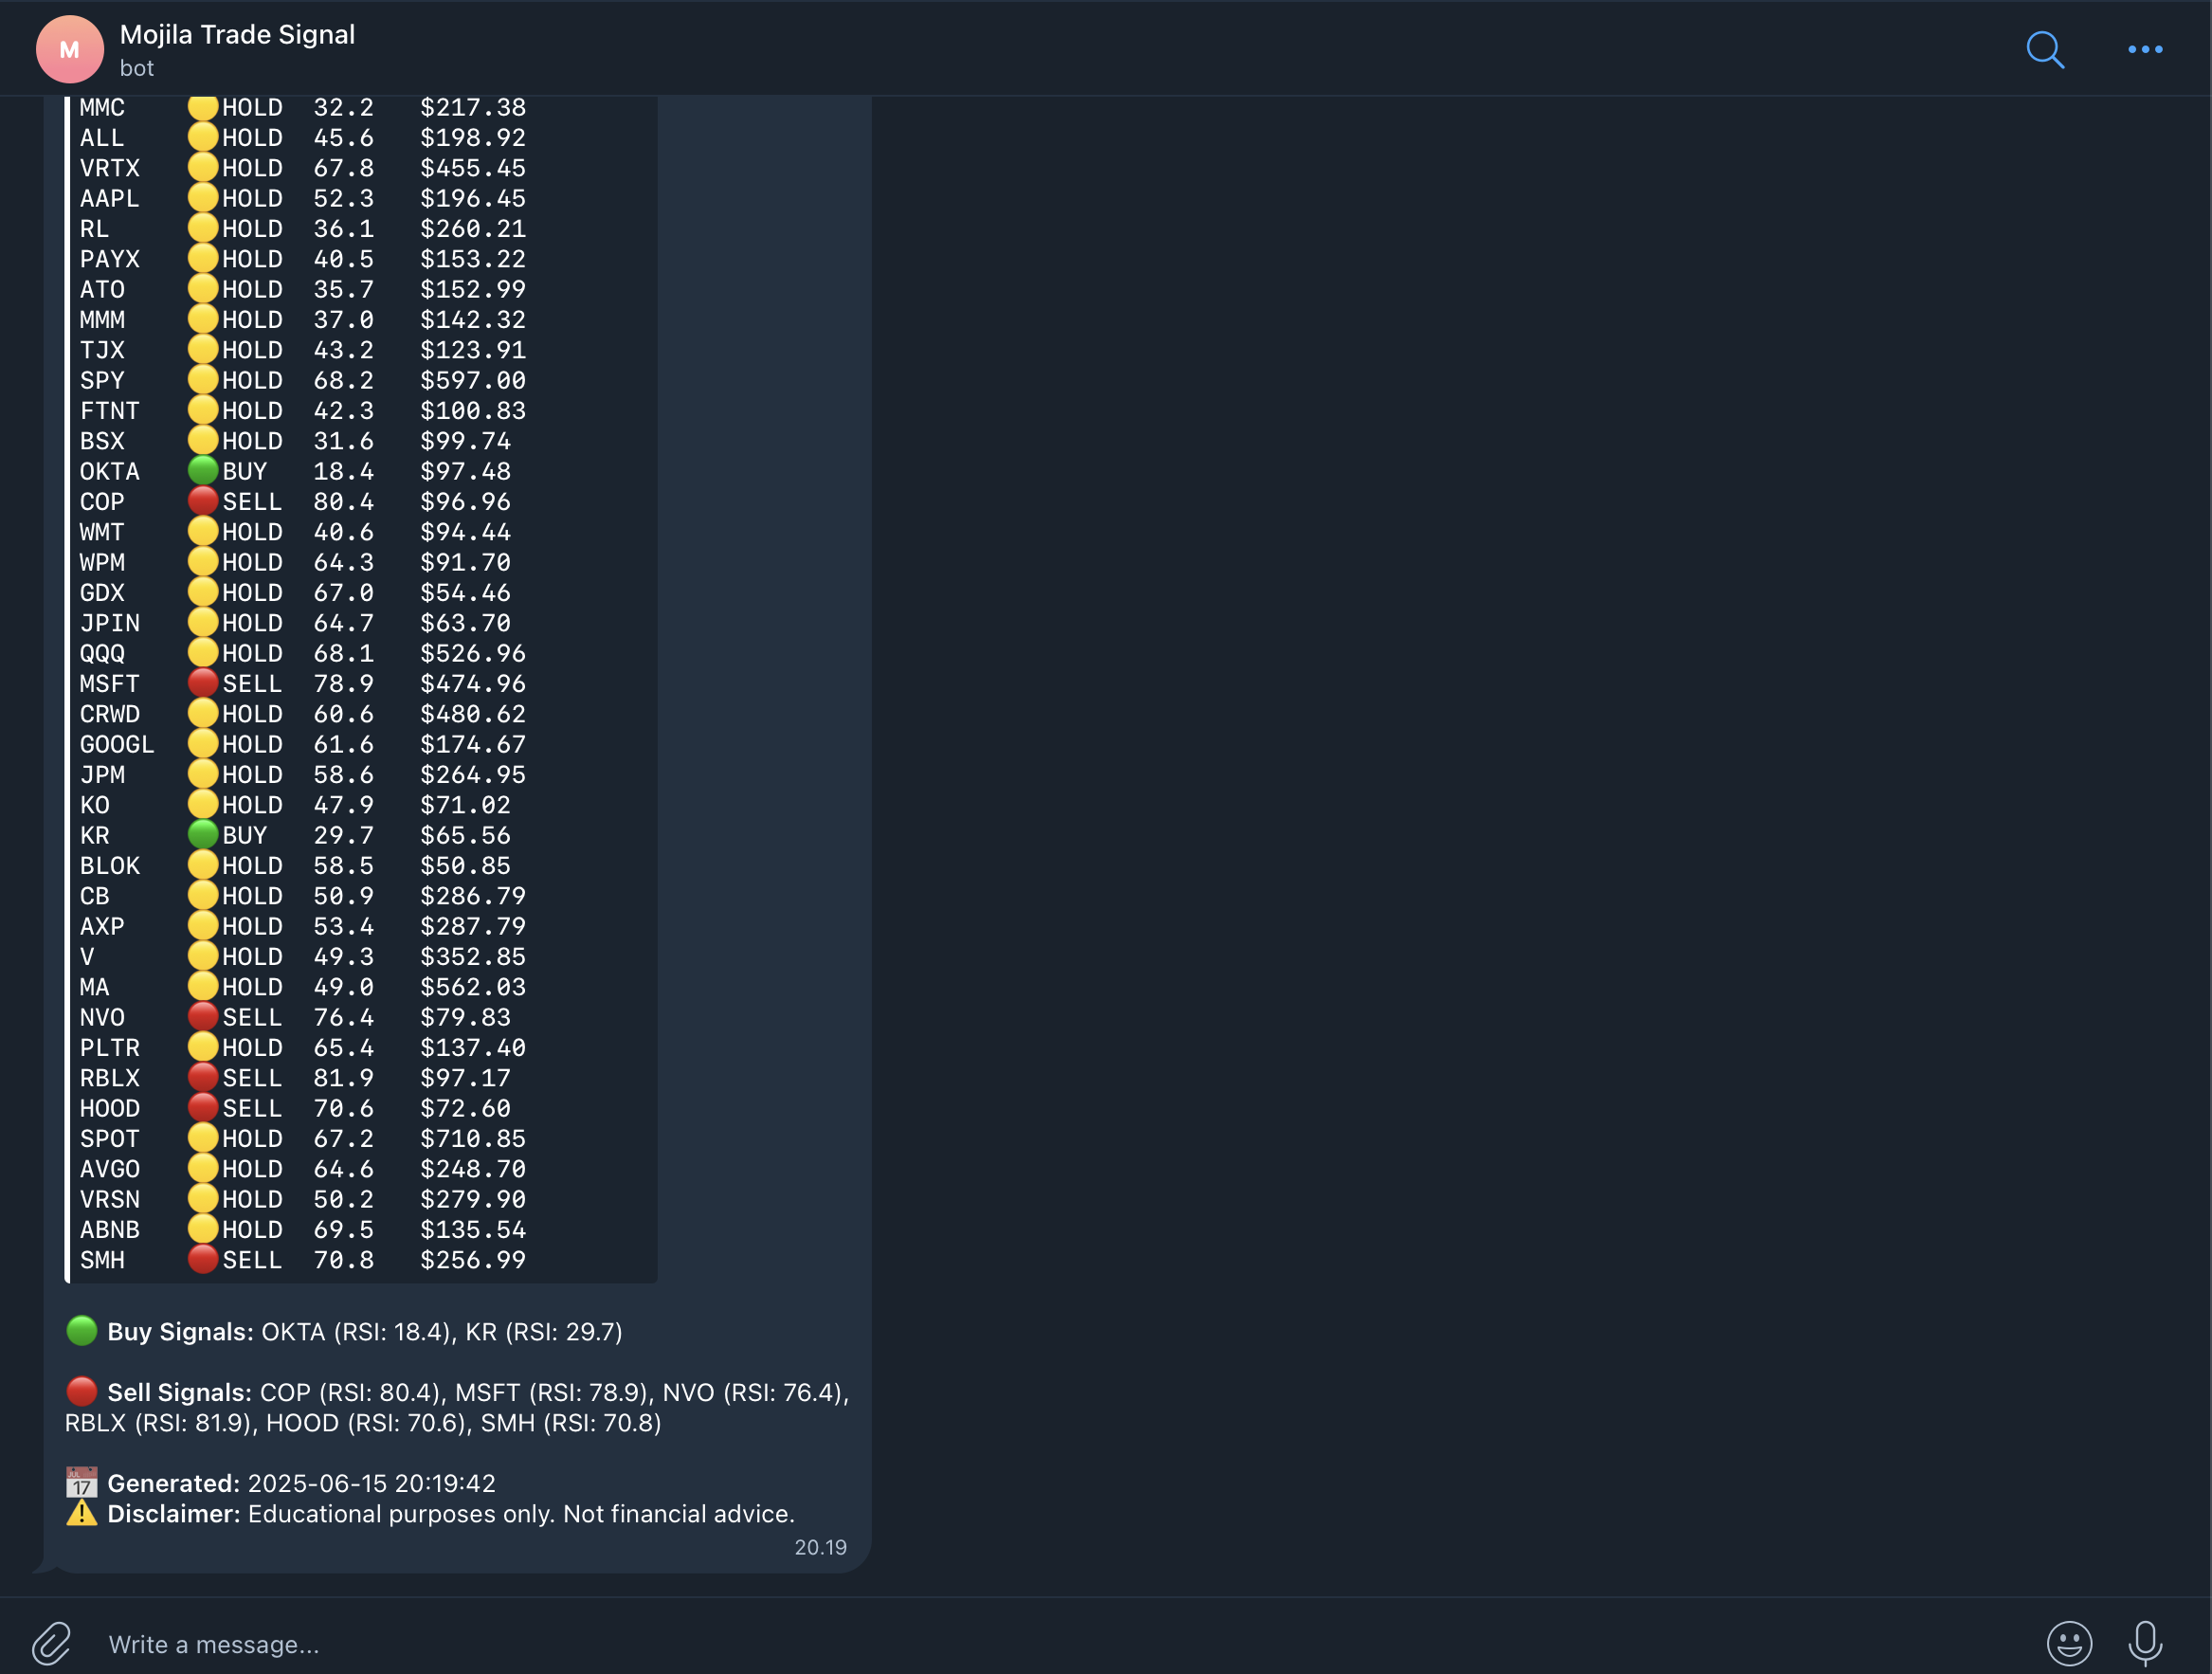 M
Mojila Trade Signal
bot
MMC HOLD 32.2 $217.38
ALL HOLD 45.6 $198.92
VRTX HOLD 67.8 $455.45
AAPL HOLD 52.3 $196.45
RL HOLD 36.1 $260.21
PAYX HOLD 40.5 $153.22
ATO HOLD 35.7 $152.99
MMM HOLD 37.0 $142.32
TJX HOLD 43.2 $123.91
SPY HOLD 68.2 $597.00
FTNT HOLD 42.3 $100.83
BSX HOLD 31.6 $99.74
OKTA BUY 18.4 $97.48
COP SELL 80.4 $96.96
WMT HOLD 40.6 $94.44
WPM HOLD 64.3 $91.70
GDX HOLD 67.0 $54.46
JPIN HOLD 64.7 $63.70
QQQ HOLD 68.1 $526.96
MSFT SELL 78.9 $474.96
CRWD HOLD 60.6 $480.62
GOOGL HOLD 61.6 $174.67
JPM HOLD 58.6 $264.95
KO HOLD 47.9 $71.02
KR BUY 29.7 $65.56
BLOK HOLD 58.5 $50.85
CB HOLD 50.9 $286.79
AXP HOLD 53.4 $287.79
V HOLD 49.3 $352.85
MA HOLD 49.0 $562.03
NVO SELL 76.4 $79.83
PLTR HOLD 65.4 $137.40
RBLX SELL 81.9 $97.17
HOOD SELL 70.6 $72.60
SPOT HOLD 67.2 $710.85
AVGO HOLD 64.6 $248.70
VRSN HOLD 50.2 $279.90
ABNB HOLD 69.5 $135.54
SMH SELL 70.8 $256.99
Buy Signals: OKTA (RSI: 18.4), KR (RSI: 29.7)
Sell Signals: COP (RSI: 80.4), MSFT (RSI: 78.9), NVO (RSI: 76.4),
RBLX (RSI: 81.9), HOOD (RSI: 70.6), SMH (RSI: 70.8)
JUL
17
Generated: 2025-06-15 20:19:42
Disclaimer: Educational purposes only. Not financial advice.
20.19
Write a message...